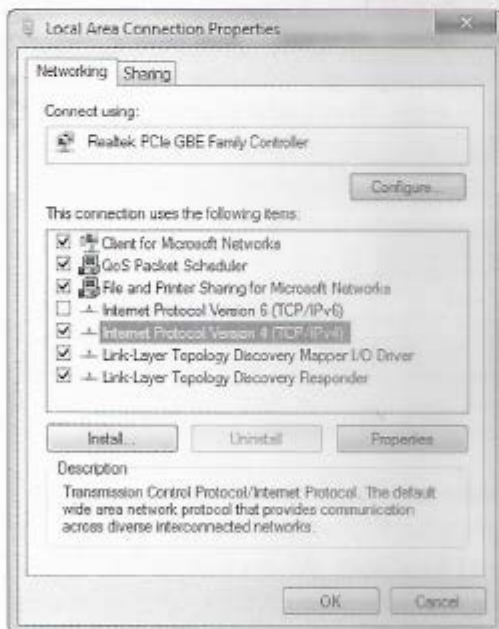 Local Area Connection Properties
Networking
Sharing
Connect using:
Realtek PCIe GBE Family Controller
Configure...
This connection uses the following items:
Client for Microsoft Networks
QoS Packet Scheduler
File and Printer Sharing for Microsoft Networks
Internet Protocol Version 6 (TCP/IPv6)
Internet Protocol Version 4 (TCP/IPv4)
Link-Layer Topology Discovery Mapper I/O Driver
Link-Layer Topology Discovery Responder
Install...
Uninstall
Properties
Description
Transmission Control Protocol/Internet Protocol. The default
wide area network protocol that provides communication
across diverse interconnected networks.
OK
Cancel